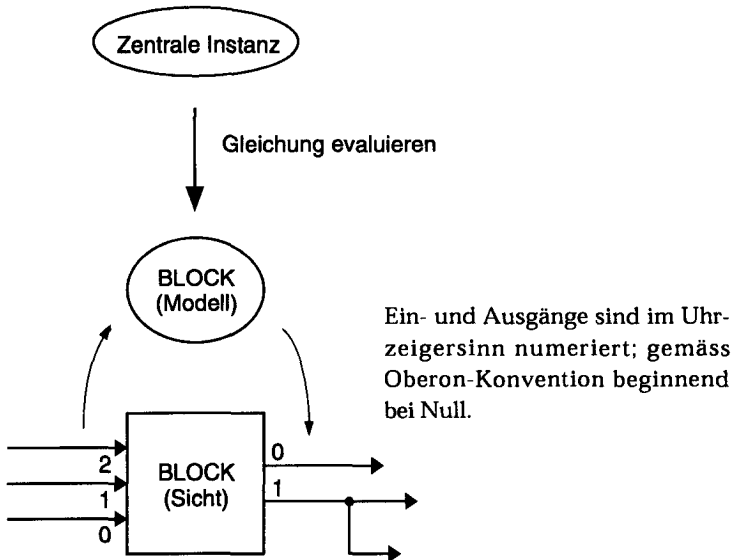 Zentrale Instanz
Gleichung evaluieren
BLOCK
(Modell)
Ein- und Ausgänge sind im Uhr-
zeigersinn numeriert; gemäss
Oberon-Konvention beginnend
bei Null.
2
1
0
BLOCK
(Sicht)
0
1